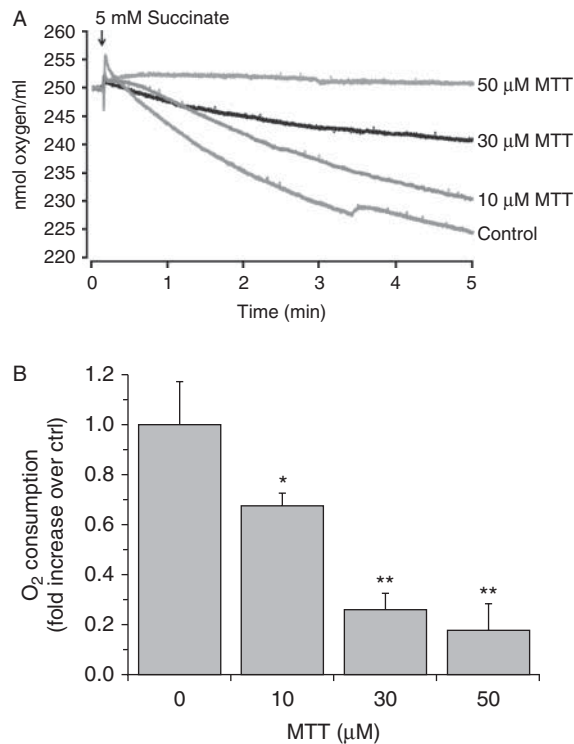 A
5 mM Succinate
nmol oxygen/ml
260
255
250
245
240
235
230
225
220
50 μM MTT
30 μM MTT
10 μM MTT
Control
0 1 2 3 4 5
Time (min)
B
O2 consumption
(fold increase over ctrl)
1.2
1.0
0.8
0.6
0.4
0.2
0.0
*
**
**
0 10 30 50
MTT (μM)